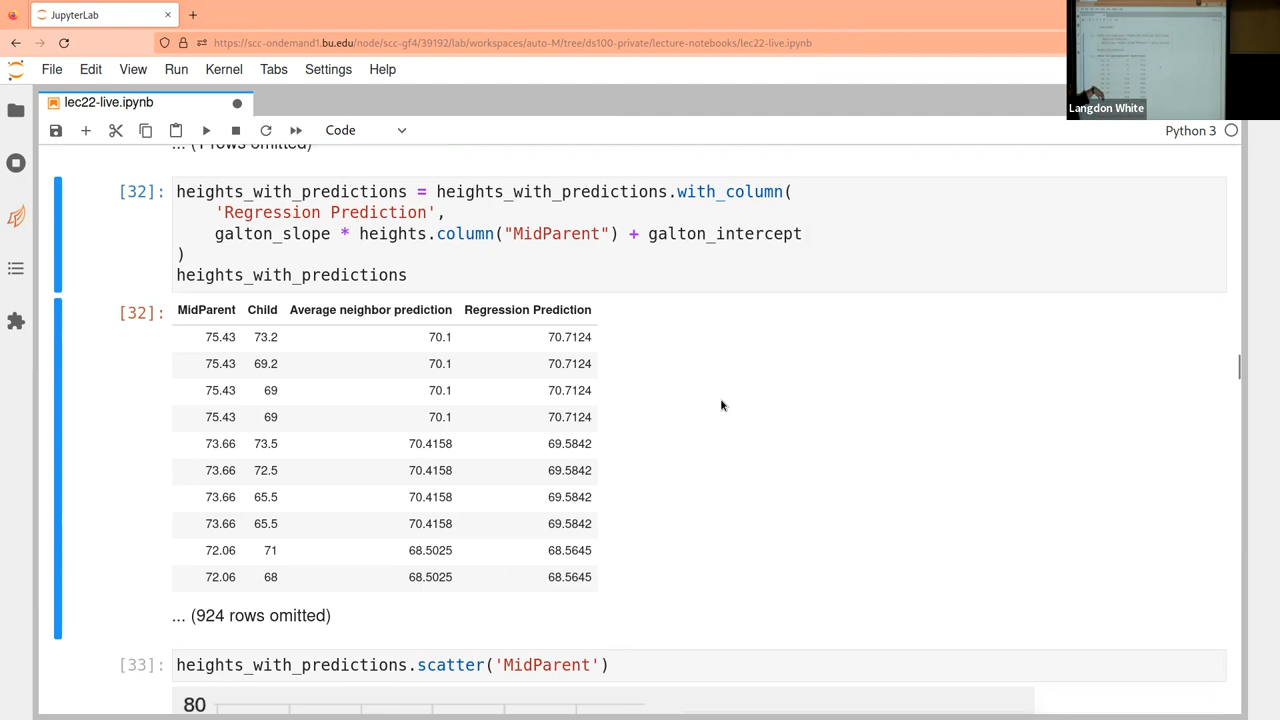 JupyterLab
https://scc-ondemand1.bu.edu/node/scc-gf4/39192/lab/workspaces/auto-M/tree/ds100-private/lecture-notebooks/lec22-live.ipynb
Langdon White
File Edit View Run Kernel Tabs Settings Help
lec22-live.ipynb
Code
Python 3
rows omitted)
[32]: heights_with_predictions = heights_with_predictions.with_column(
'Regression Prediction',
galton_slope * heights.column("MidParent") + galton_intercept
)
heights_with_predictions
[32]: MidParent Child Average neighbor prediction Regression Prediction
75.43 73.2 70.1 70.7124
75.43 69.2 70.1 70.7124
75.43 69 70.1 70.7124
75.43 69 70.1 70.7124
73.66 73.5 70.4158 69.5842
73.66 72.5 70.4158 69.5842
73.66 65.5 70.4158 69.5842
73.66 65.5 70.4158 69.5842
72.06 71 68.5025 68.5645
72.06 68 68.5025 68.5645
... (924 rows omitted)
[33]: heights_with_predictions.scatter('MidParent')
80